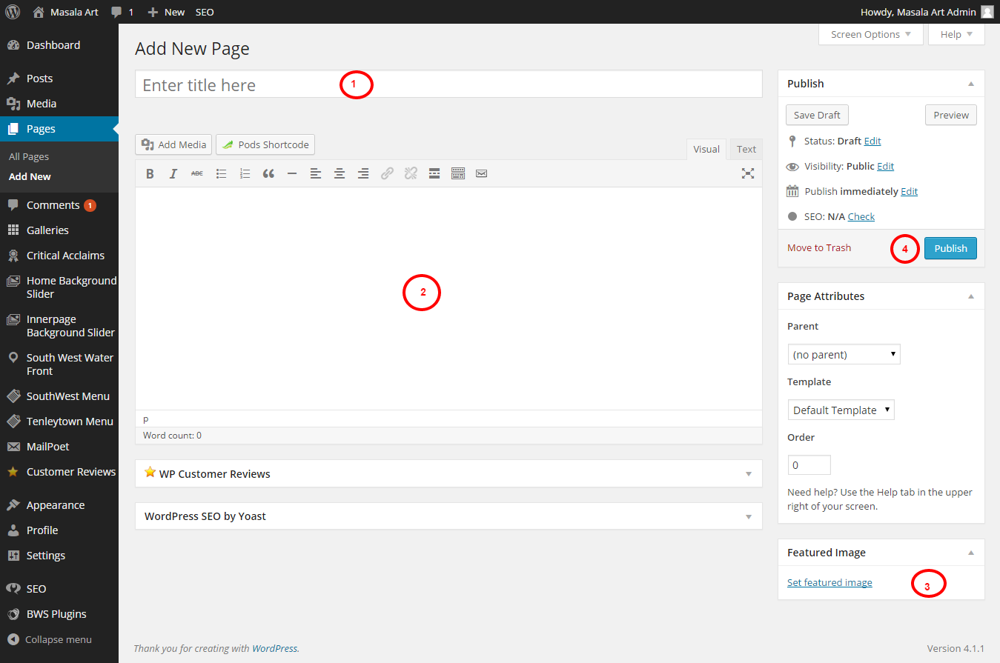 Masala Art
1
New
SEO
Howdy, Masala Art Admin
Dashboard
Posts
Media
Pages
All Pages
Add New
Comments 1
Galleries
Critical Acclaims
Home Background
Slider
Innerpage
Background Slider
South West Water
Front
SouthWest Menu
Tenleytown Menu
MailPoet
Customer Reviews
Appearance
Profile
Settings
SEO
BWS Plugins
Collapse menu
Screen Options
Help
Add New Page
Enter title here
1
Add Media
Pods Shortcode
Visual
Text
B I ABC
2
p
Word count: 0
WP Customer Reviews
WordPress SEO by Yoast
Publish
Save Draft
Preview
Status: Draft Edit
Visibility: Public Edit
Publish immediately Edit
SEO: N/A Check
Move to Trash
4
Publish
Page Attributes
Parent
(no parent)
Template
Default Template
Order
0
Need help? Use the Help tab in the upper
right of your screen.
Featured Image
Set featured image
3
Thank you for creating with WordPress.
Version 4.1.1